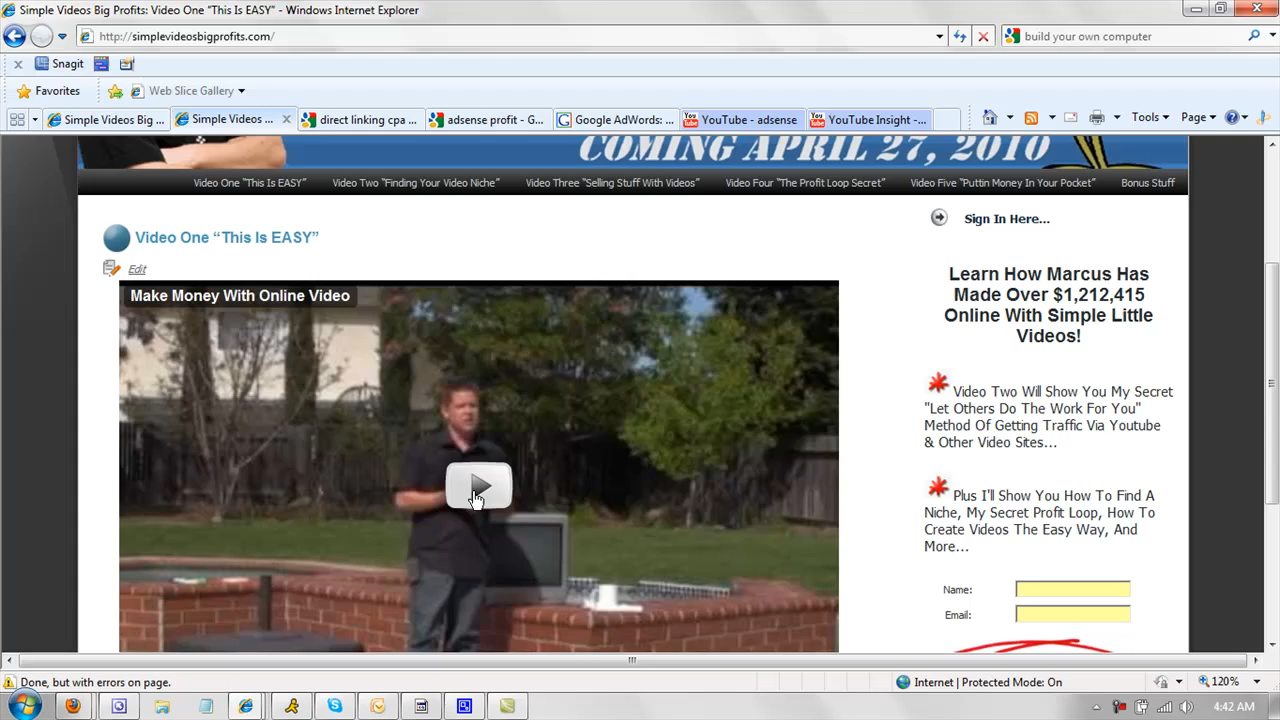 Simple Videos Big Profits: Video One "This Is EASY" - Windows Internet Explorer
http://simplevideosbigprofits.com/
build your own computer
Snagit
Favorites
Web Slice Gallery
Simple Videos Big ...
Simple Videos ...
direct linking cpa ...
adsense profit - G...
Google AdWords: ...
YouTube - adsense
YouTube Insight -...
Tools
Page
COMING APRIL 27, 2010
Video One "This Is EASY"
Video Two "Finding Your Video Niche"
Video Three "Selling Stuff With Videos"
Video Four "The Profit Loop Secret"
Video Five "Puttin Money In Your Pocket"
Bonus Stuff
Video One “This Is EASY”
Edit
Make Money With Online Video
Sign In Here...
Learn How Marcus Has
Made Over $1,212,415
Online With Simple Little
Videos!
Video Two Will Show You My Secret
"Let Others Do The Work For You"
Method Of Getting Traffic Via Youtube
& Other Video Sites...
Plus I'll Show You How To Find A
Niche, My Secret Profit Loop, How To
Create Videos The Easy Way, And
More...
Name:
Email:
Done, but with errors on page.
Internet | Protected Mode: On
120%
4:42 AM